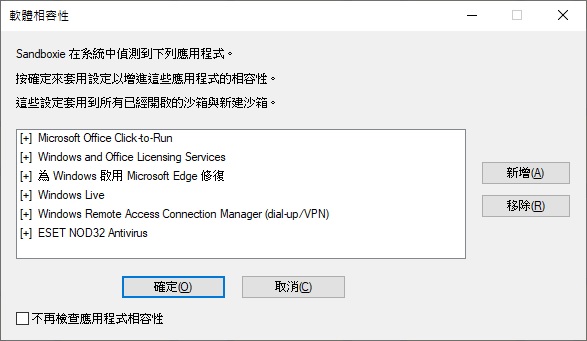 軟體相容性
Sandboxie 在系統中偵測到下列應用程式。
按確定來套用設定以增進這些應用程式的相容性。
這些設定套用到所有已經開啟的沙箱與新建沙箱。
[+] Microsoft Office Click-to-Run
[+] Windows and Office Licensing Services
[+] 為 Windows 啟用 Microsoft Edge 修復
[+] Windows Live
[+] Windows Remote Access Connection Manager (dial-up/VPN)
[+] ESET NOD32 Antivirus
新增(A)
移除(R)
確定(O)
取消(C)
不再檢查應用程式相容性